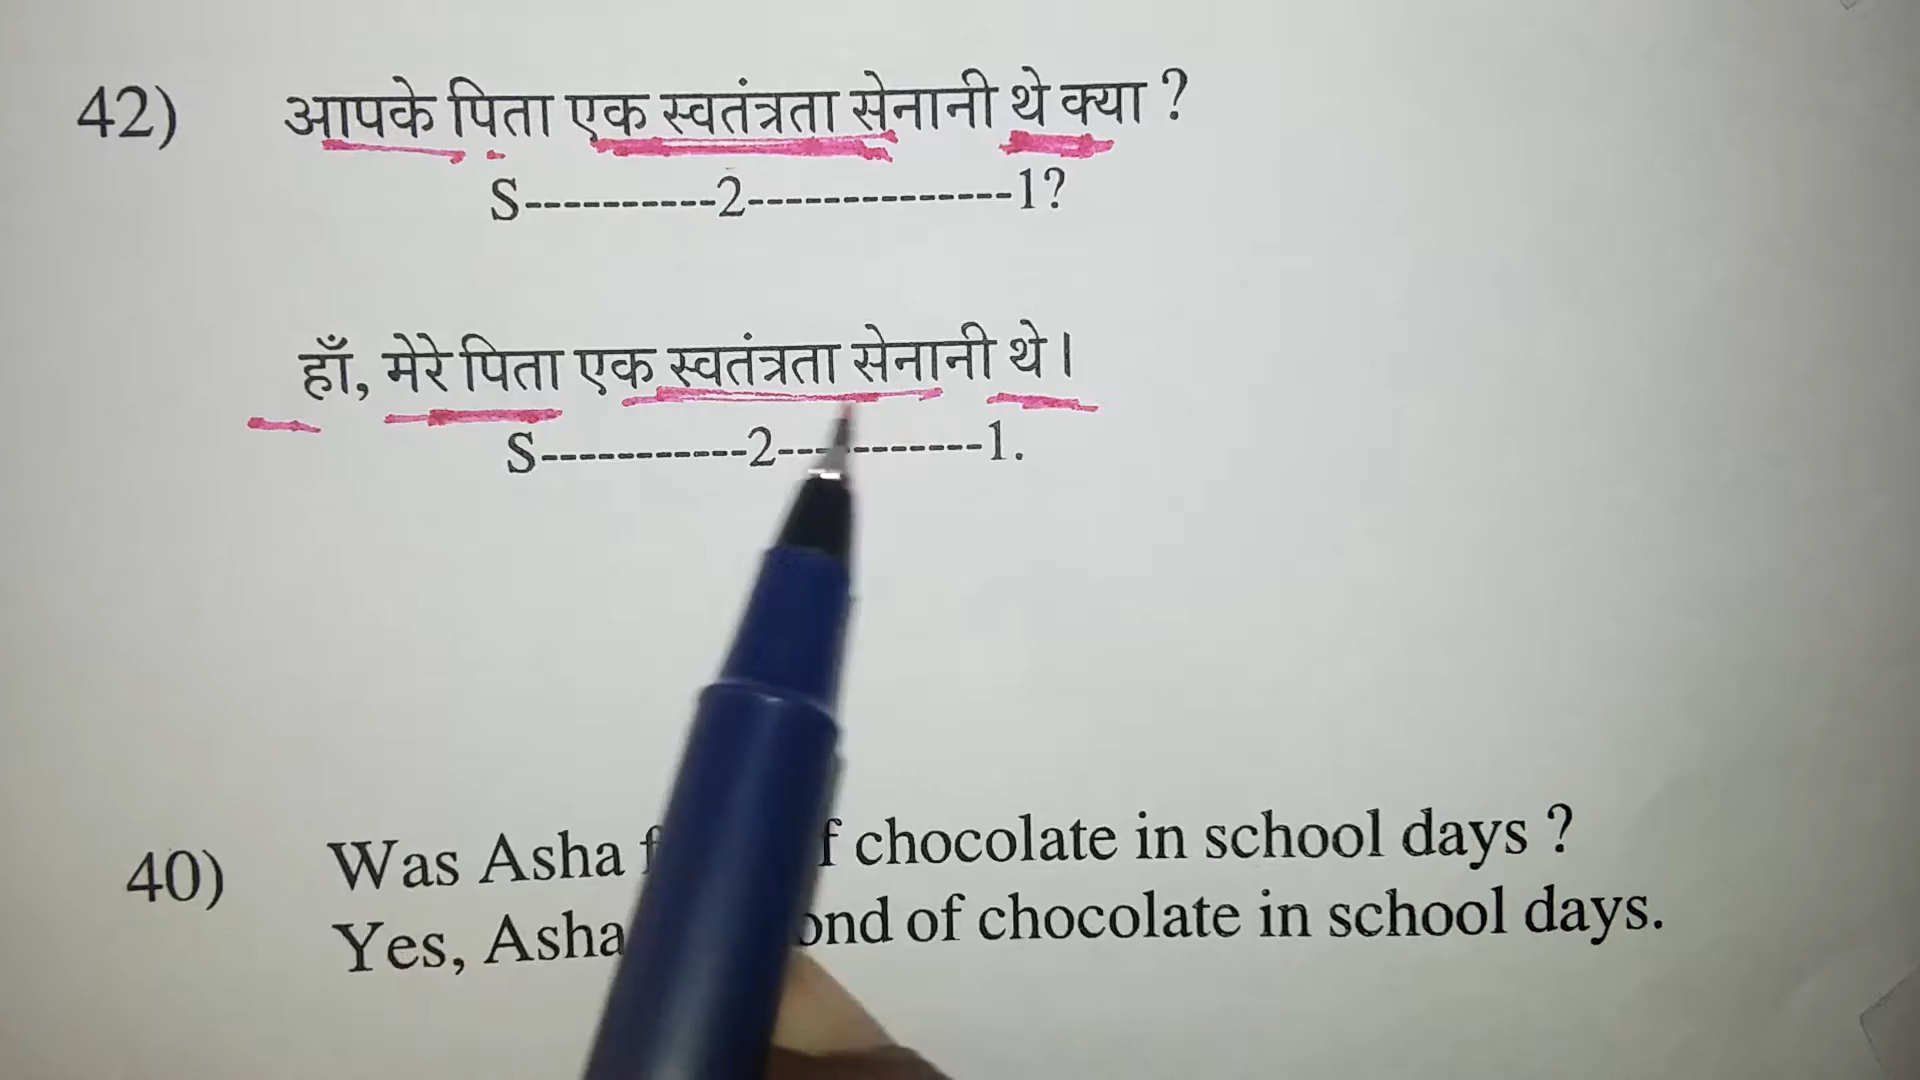 42) आपके पिता एक स्वतंत्रता सेनानी थे क्या ?
S-----------2---------------1?
हाँ, मेरे पिता एक स्वतंत्रता सेनानी थे।
S------------2------------1.
40) Was Asha chocolate in school days ?
Yes, Asha of chocolate in school days.